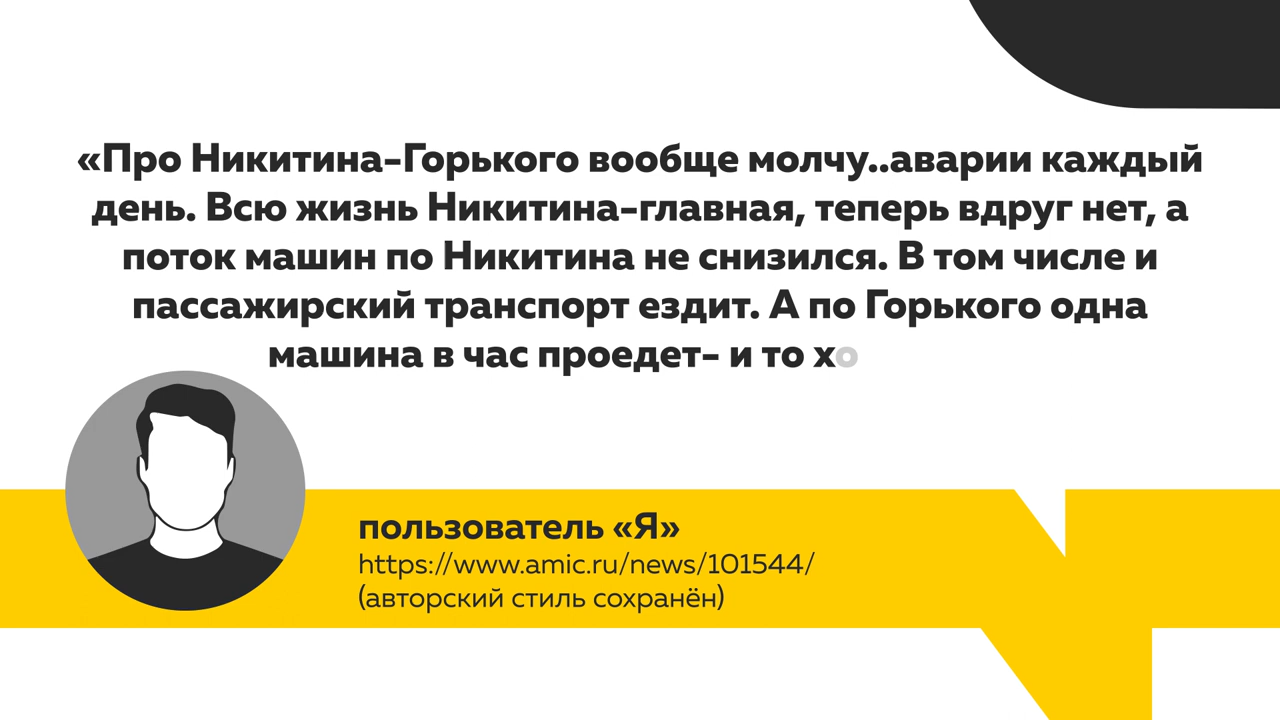 «Про Никитина-Горького вообще молчу..аварии каждый
день. Всю жизнь Никитина-главная, теперь вдруг нет, а
поток машин по Никитина не снизился. В том числе и
пассажирский транспорт ездит. А по Горького одна
машина в час проедет- и то хо
пользователь «Я»
https://www.amic.ru/news/101544/
(авторский стиль сохранён)